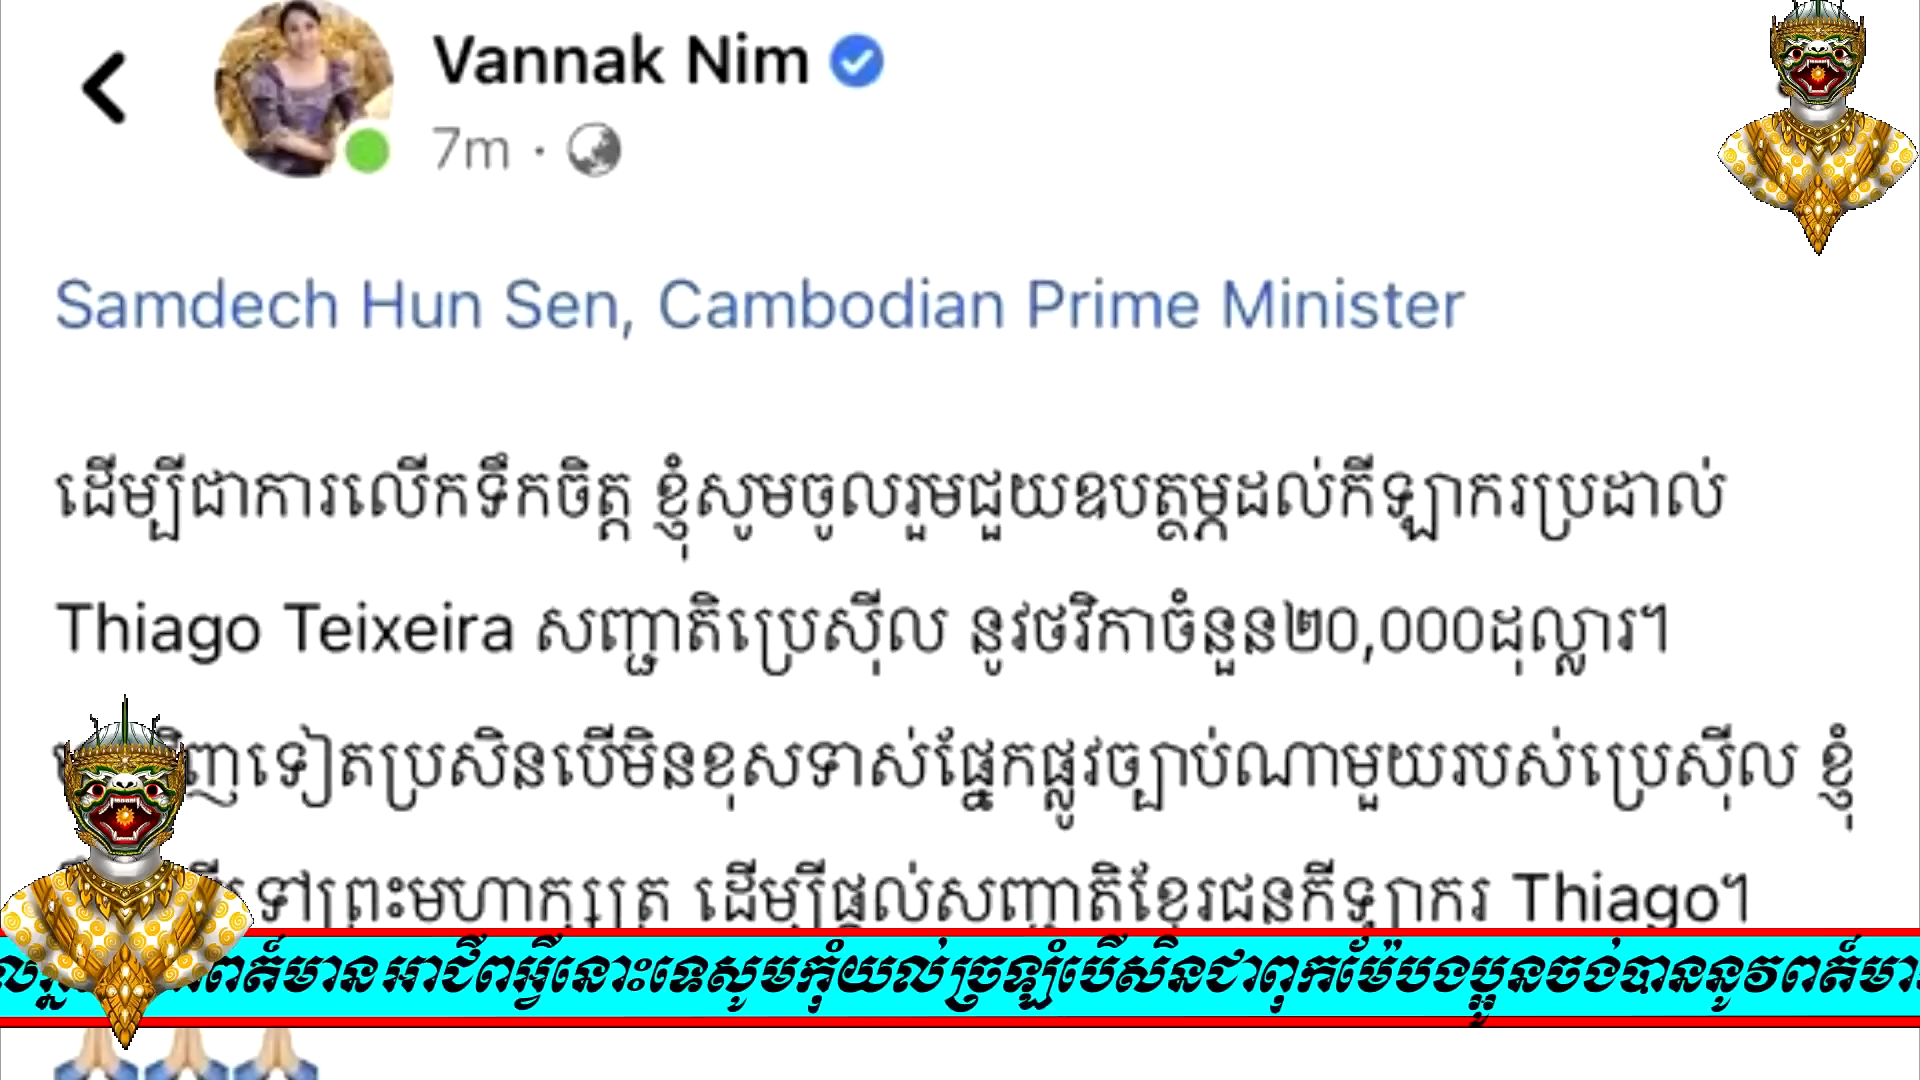 Vannak Nim
7m ·
Samdech Hun Sen, Cambodian Prime Minister
ដើម្បីជាការលើកទឹកចិត្ត ខ្ញុំសូមចូលរួមជួយឧបត្ថម្ភដល់កីឡាករប្រដាល់
Thiago Teixeira សញ្ជាតិប្រេស៊ីល នូវថវិកាចំនួន២០,០០០ដុល្លារ។
ទៀតប្រសិនបើមិនខុសទាស់ផ្នែកផ្លូវច្បាប់ណាមួយរបស់ប្រេស៊ីល ខ្ញុំ
ទៅព្រះមហាក្សត្រ ដើម្បីផ្តល់សញ្ជាតិខ្មែរជូនកីឡាករ Thiago។
ព័ត៌មានអាជីពអ្វីនោះទេសូមកុំយល់ច្រឡំបើសិនជាពុកម៉ែបងប្អូនចង់បាននូវព័ត៌មា